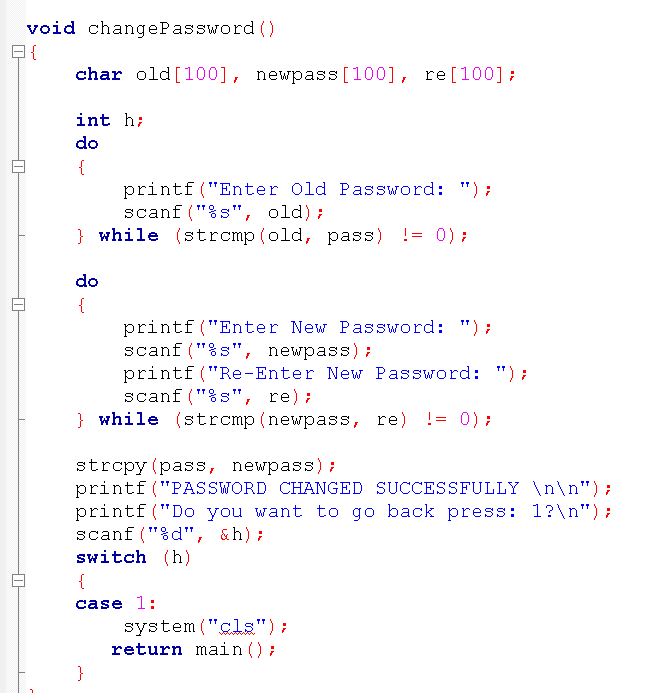 void changePassword()
{
    char old[100], newpass[100], re[100];

    int h;
    do
    {
        printf("Enter Old Password: ");
        scanf("%s", old);
    } while (strcmp(old, pass) != 0);

    do
    {
        printf("Enter New Password: ");
        scanf("%s", newpass);
        printf("Re-Enter New Password: ");
        scanf("%s", re);
    } while (strcmp(newpass, re) != 0);

    strcpy(pass, newpass);
    printf("PASSWORD CHANGED SUCCESSFULLY \n\n");
    printf("Do you want to go back press: 1?\n");
    scanf("%d", &h);
    switch (h)
    {
    case 1:
        system("cls");
       return main();
    }
}